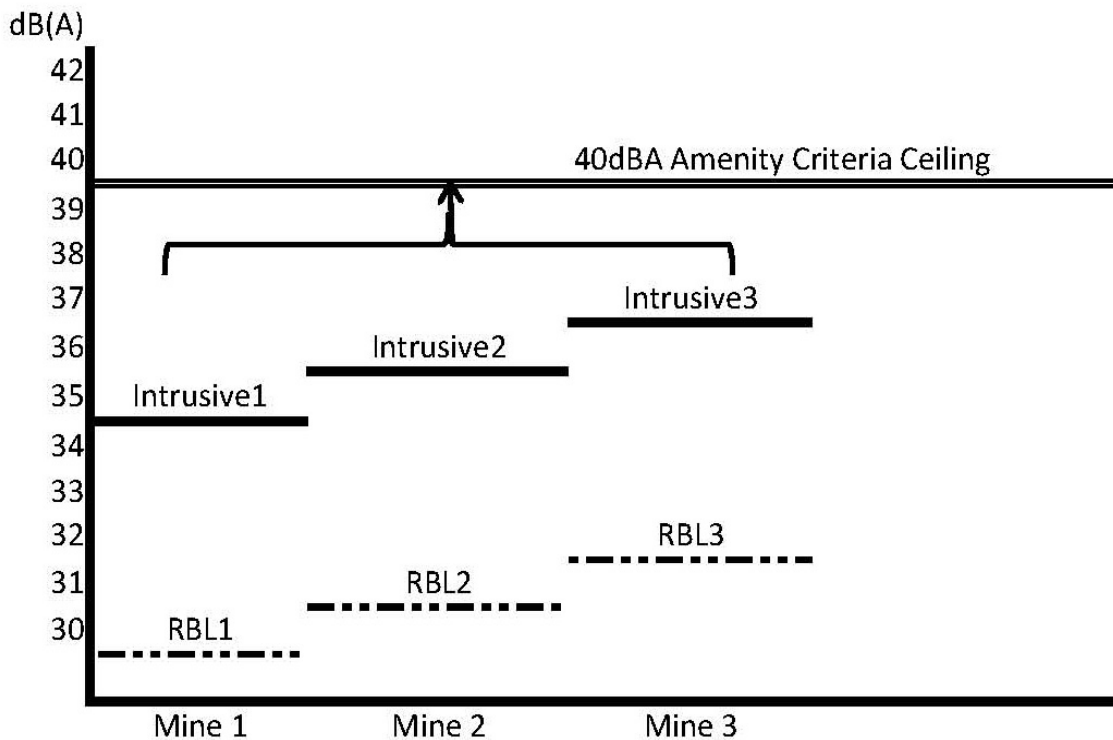 dB(A)
42
41
40
40dBA Amenity Criteria Ceiling
39
38
37
Intrusive3
36
Intrusive2
35
Intrusive1
34
33
32
RBL3
31
RBL2
30
RBL1
Mine 1
Mine 2
Mine 3